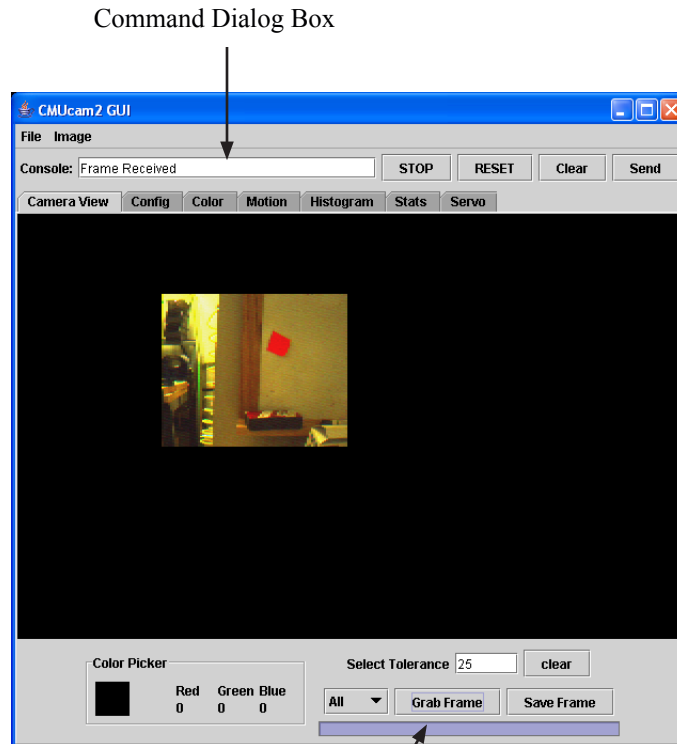 Command Dialog Box
CMUcam2 GUI
File Image
Console: Frame Received STOP RESET Clear Send
Camera View Config Color Motion Histogram Stats Servo
Color Picker
Red Green Blue
0 0 0
Select Tolerance 25 clear
All Grab Frame Save Frame